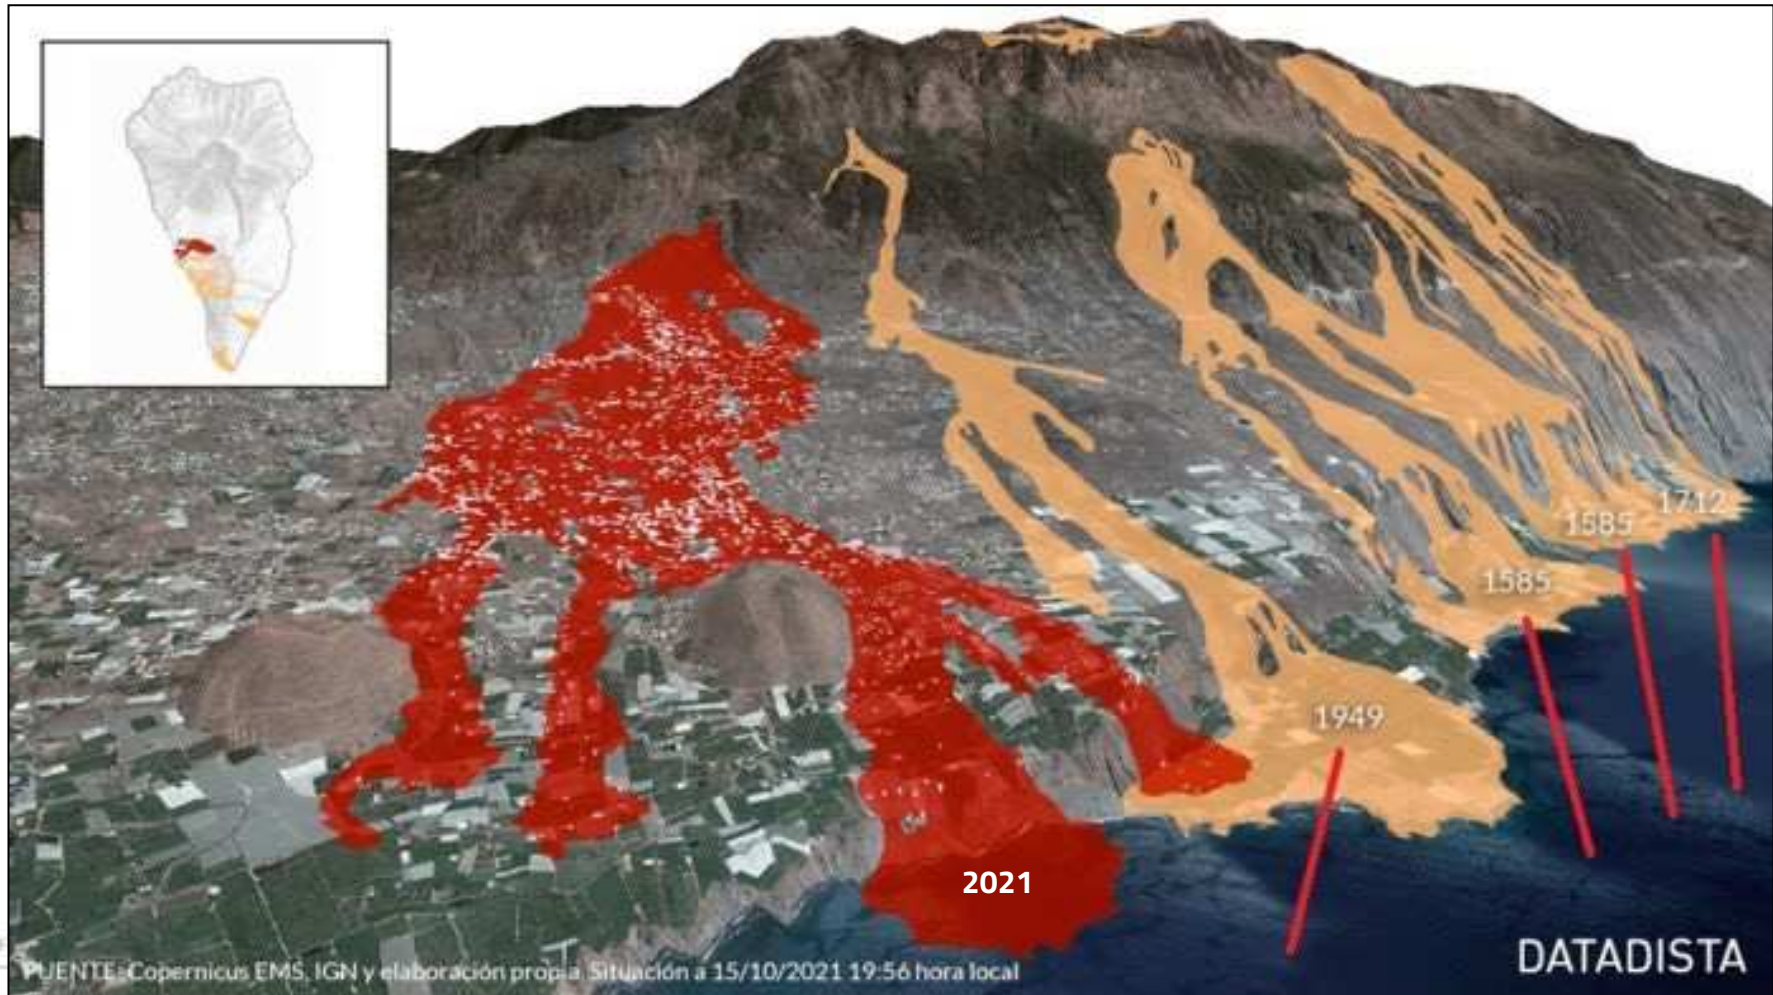 1712
1585
1585
1949
2021
FUENTE: Copernicus EMS, IGN y elaboración propia. Situación a 15/10/2021 19:56 hora local
DATADISTA